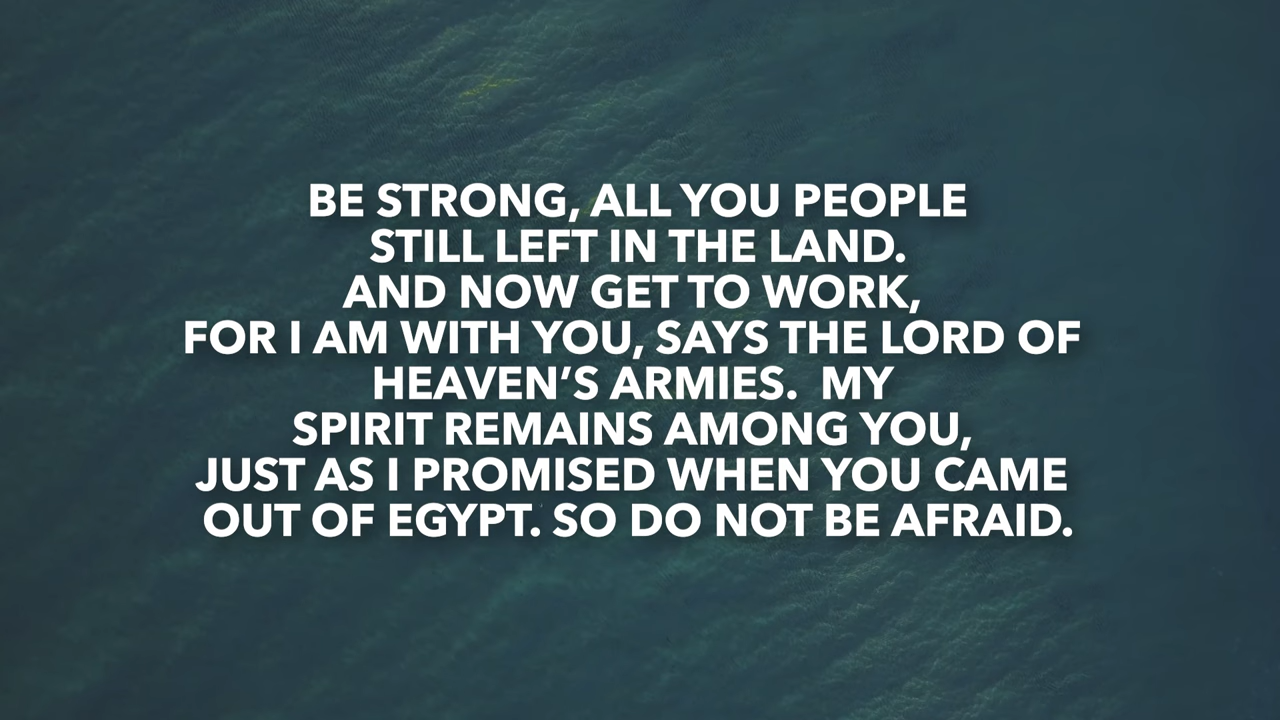 BE STRONG, ALL YOU PEOPLE
STILL LEFT IN THE LAND.
AND NOW GET TO WORK,
FOR I AM WITH YOU, SAYS THE LORD OF
HEAVEN’S ARMIES.  MY
SPIRIT REMAINS AMONG YOU,
JUST AS I PROMISED WHEN YOU CAME
OUT OF EGYPT. SO DO NOT BE AFRAID.